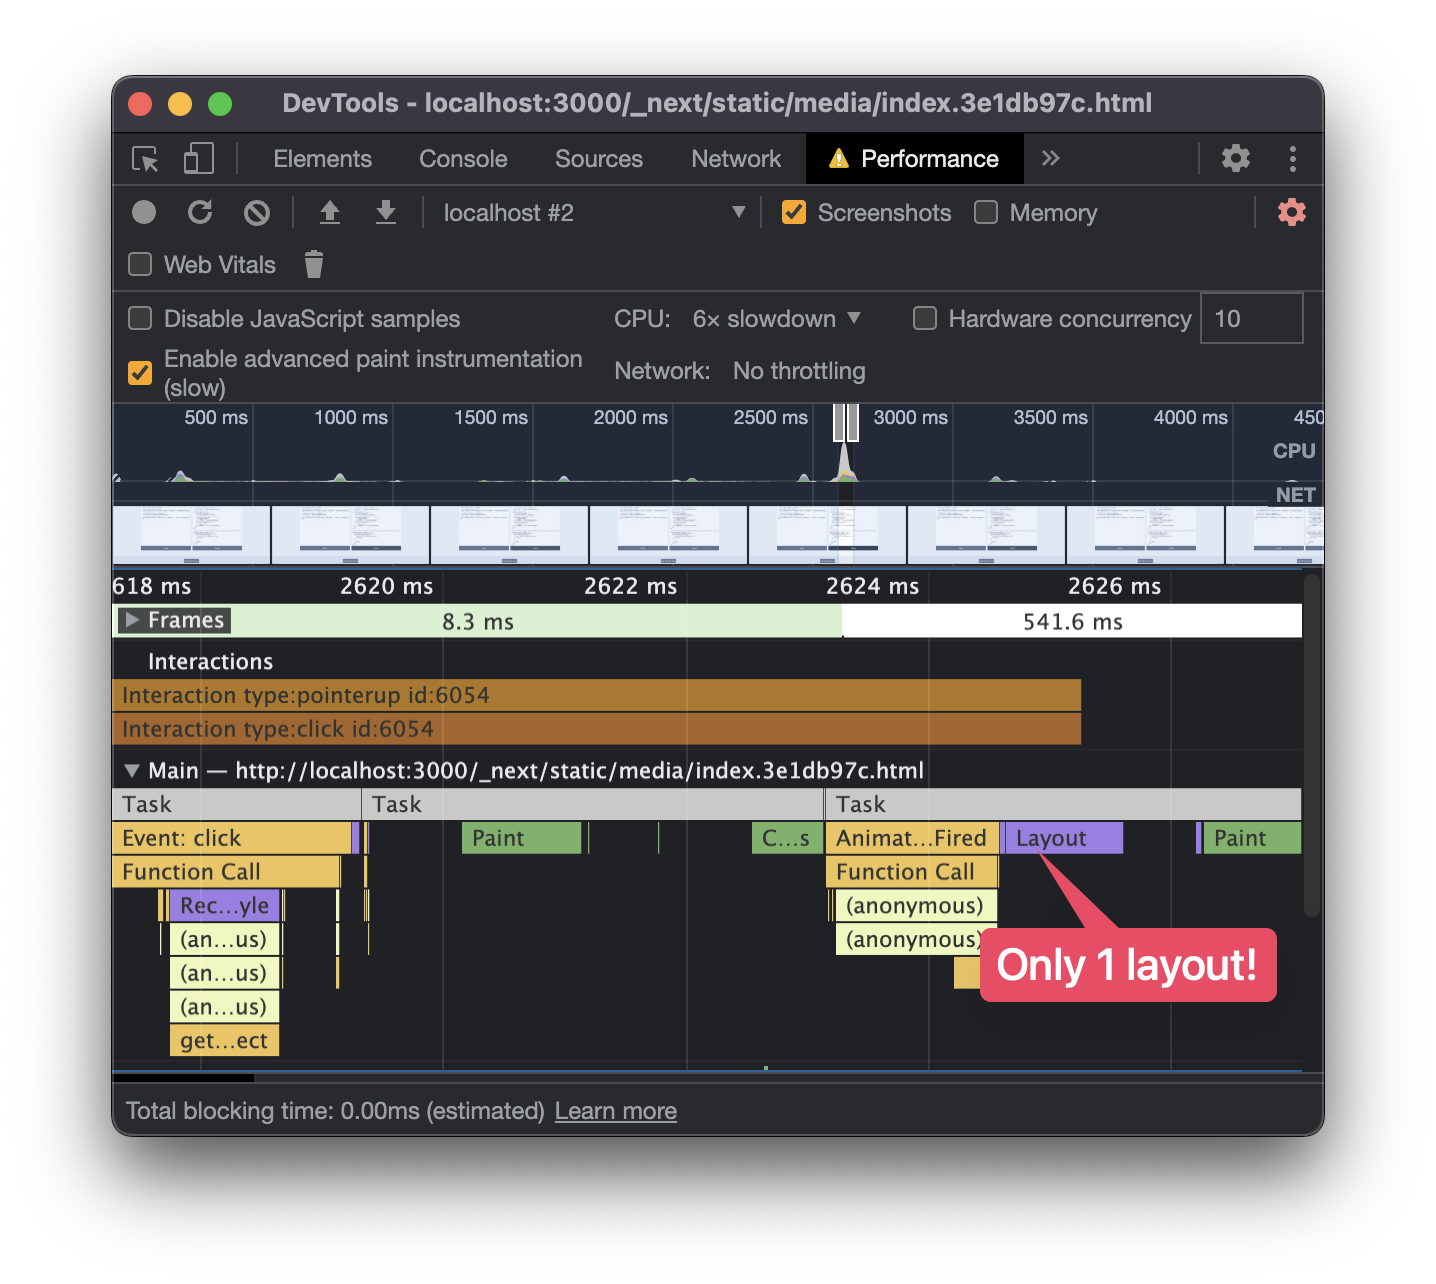 DevTools - localhost:3000/_next/static/media/index.3e1db97c.html
Elements Console Sources Network Performance
localhost #2 Screenshots Memory
Web Vitals
Disable JavaScript samples CPU: 6× slowdown Hardware concurrency 10
Enable advanced paint instrumentation (slow) Network: No throttling
500 ms 1000 ms 1500 ms 2000 ms 2500 ms 3000 ms 3500 ms 4000 ms 450
CPU
NET
618 ms 2620 ms 2622 ms 2624 ms 2626 ms
Frames 8.3 ms 541.6 ms
Interactions
Interaction type:pointerup id:6054
Interaction type:click id:6054
Main — http://localhost:3000/_next/static/media/index.3e1db97c.html
Task Task Task
Event: click Paint C...s Animat...Fired Layout Paint
Function Call Function Call
Rec...yle (anonymous)
(an...us) (anonymous)
(an...us) Only 1 layout!
(an...us)
get...ect
Total blocking time: 0.00ms (estimated) Learn more